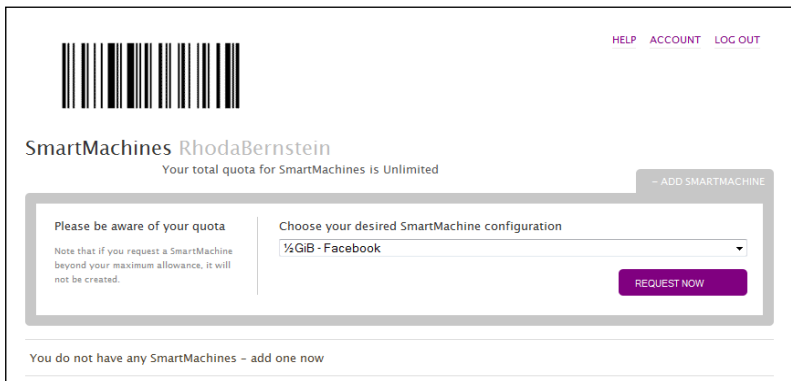 HELP ACCOUNT LOG OUT
SmartMachines RhodaBernstein
Your total quota for SmartMachines is Unlimited
– ADD SMARTMACHINE
Please be aware of your quota
Note that if you request a SmartMachine
beyond your maximum allowance, it will
not be created.
Choose your desired SmartMachine configuration
½GiB - Facebook
REQUEST NOW
You do not have any SmartMachines – add one now